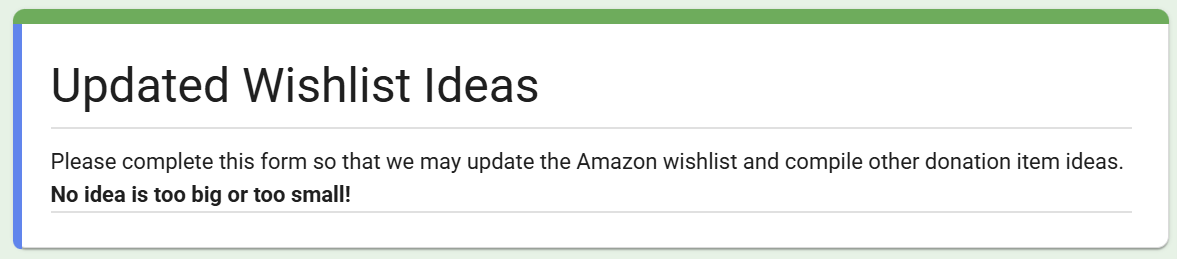 Updated Wishlist Ideas
Please complete this form so that we may update the Amazon wishlist and compile other donation item ideas.
No idea is too big or too small!